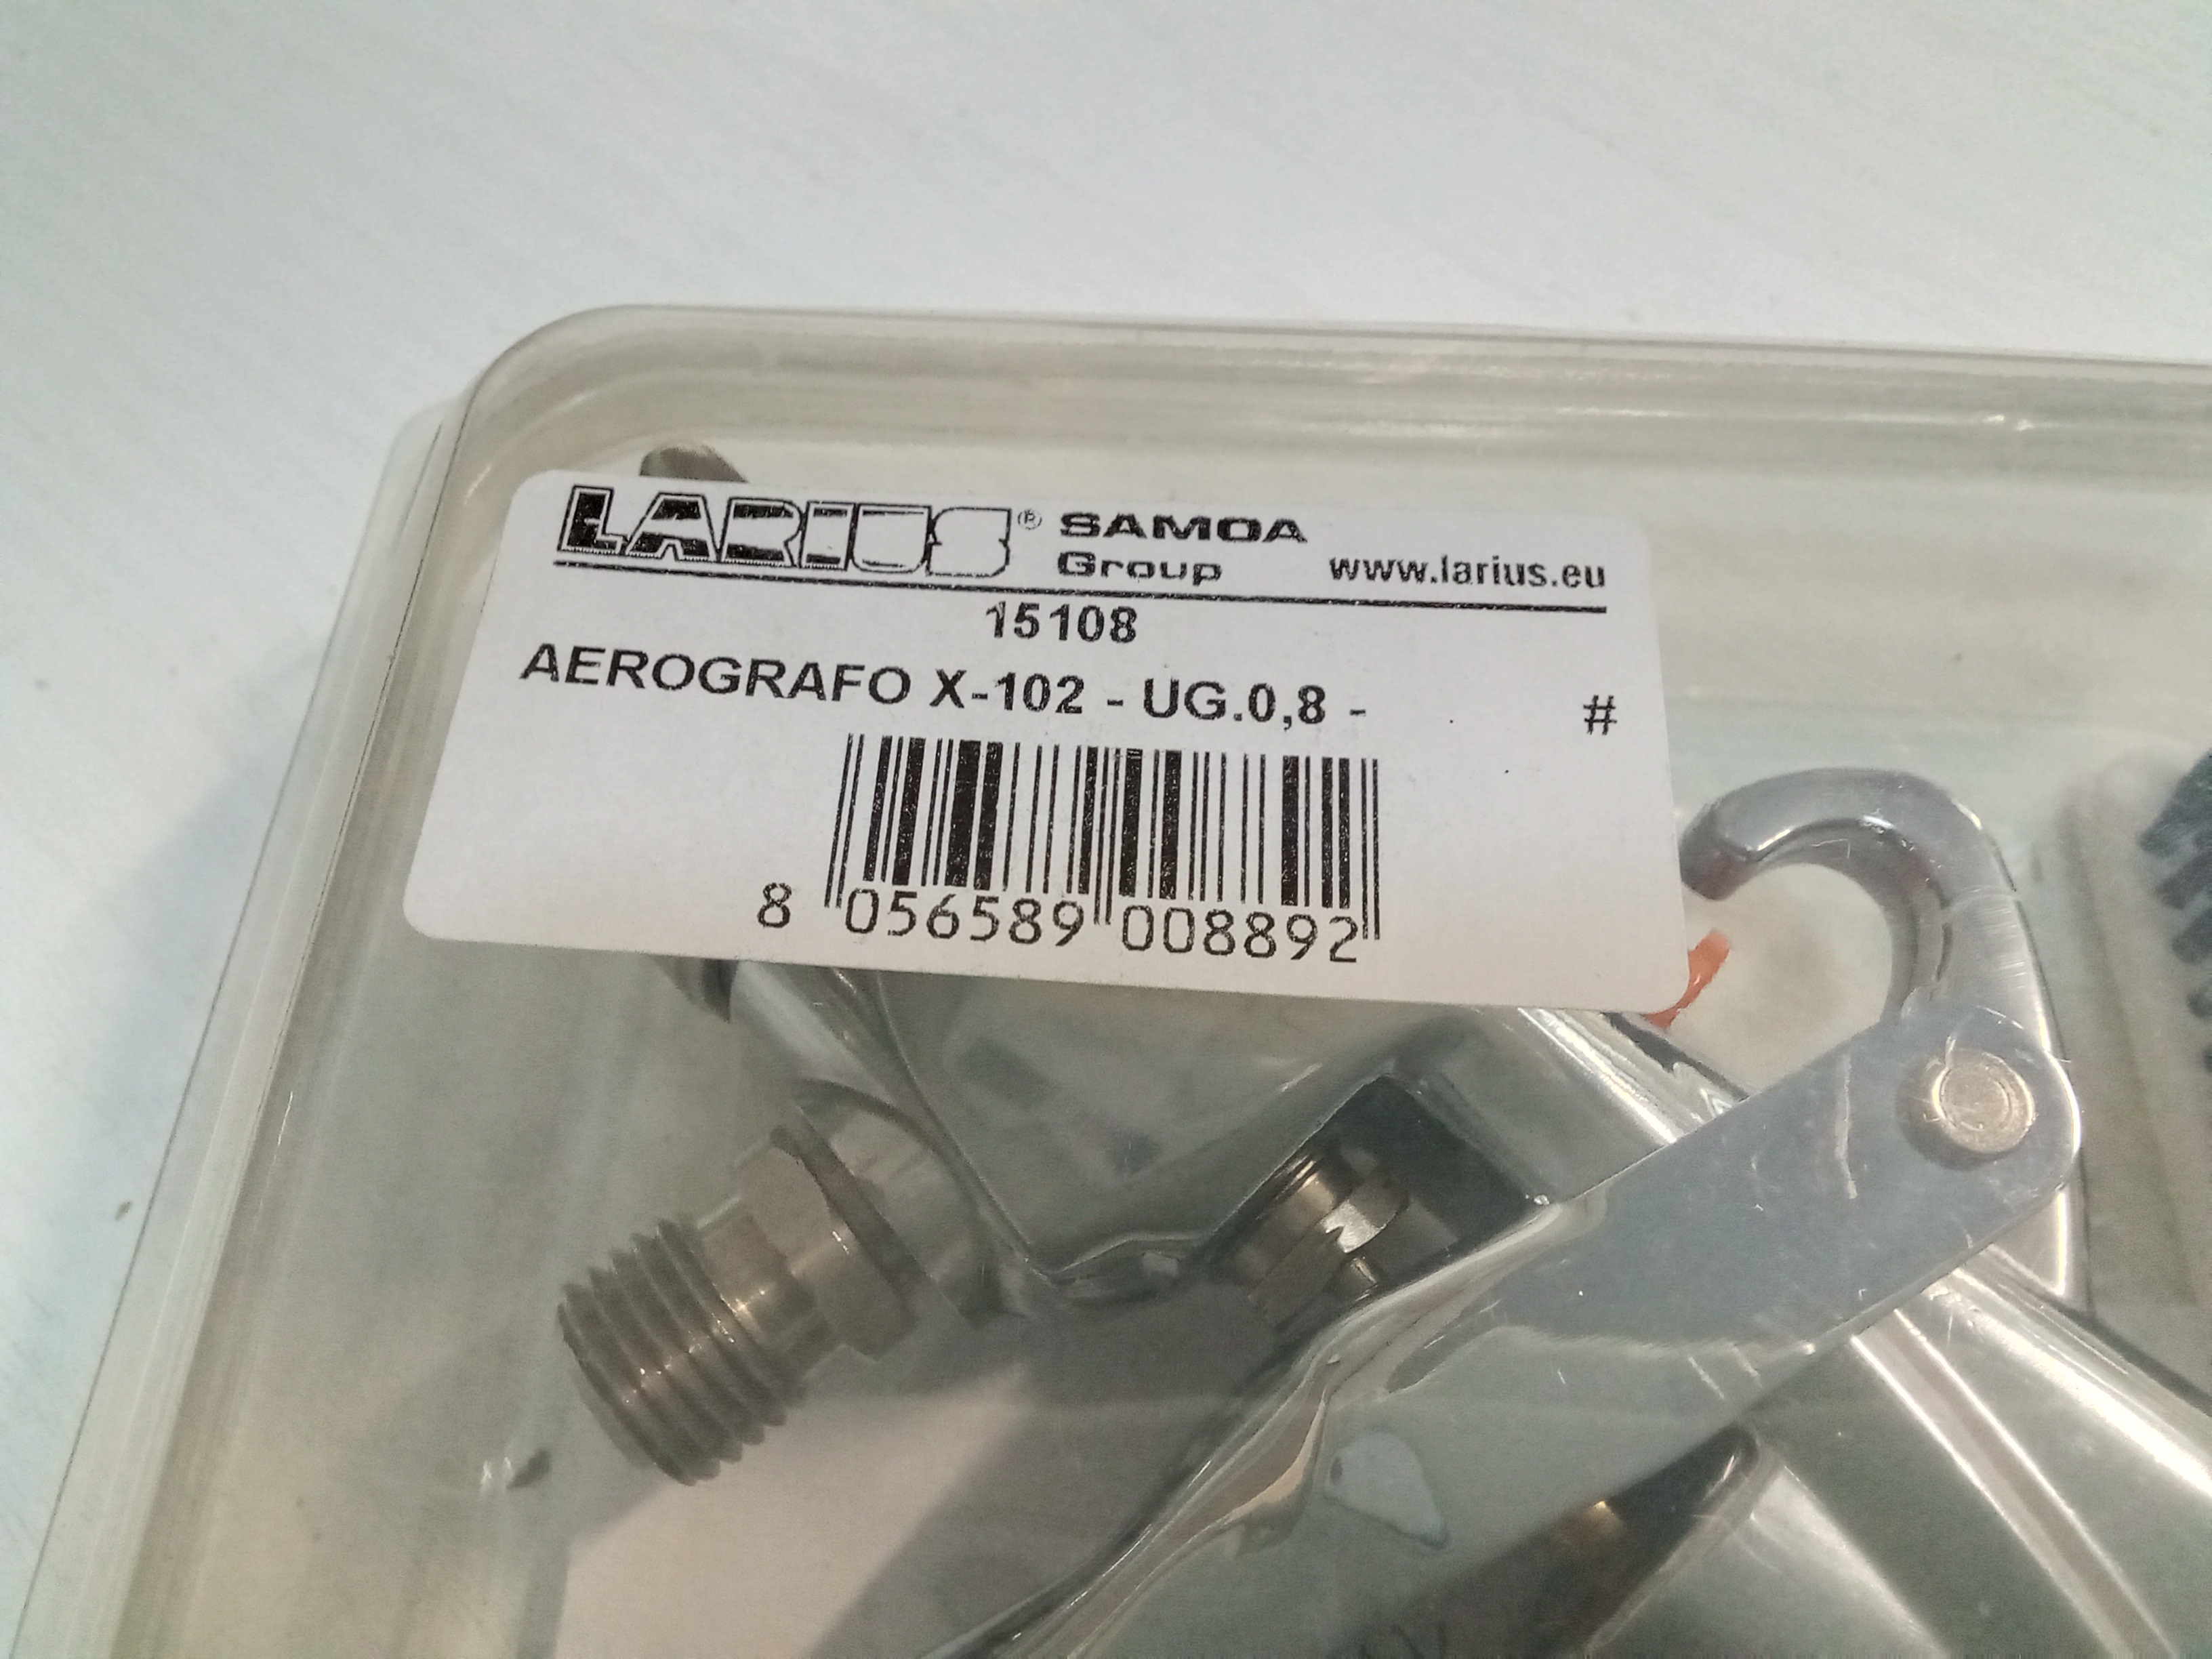 LARIUS® SAMOA
Group www.larius.eu
15108
AEROGRAFO X-102 - UG.0,8 - #
8 056589 008892